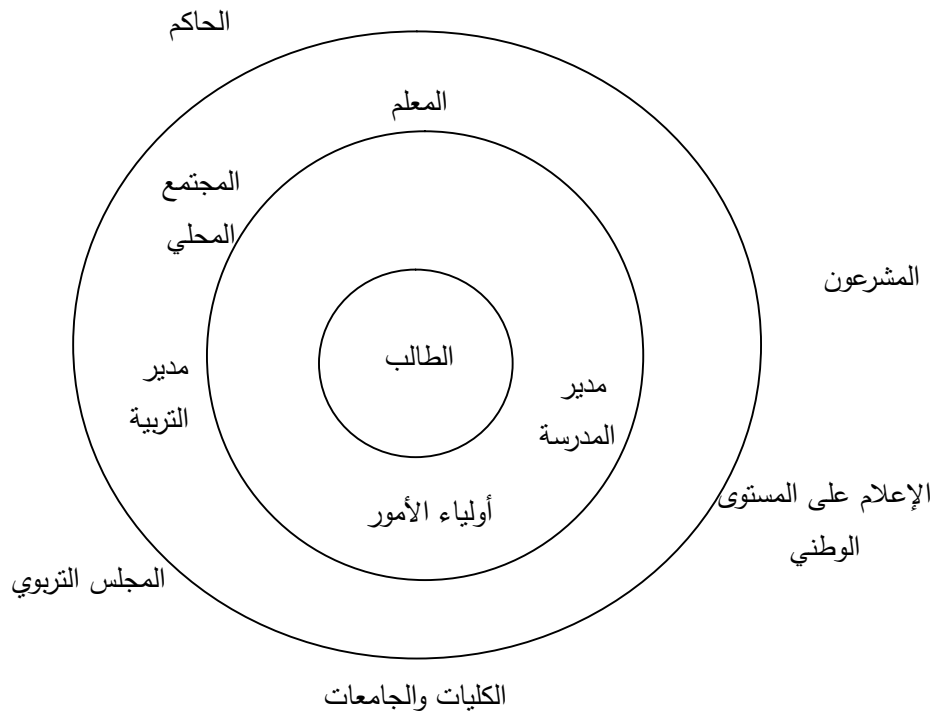 الحاكم
المعلم
المجتمع
المحلي
المشرعون
الطالب
مدير
التربية
مدير
المدرسة
الإعلام على المستوى
الوطني
أولياء الأمور
المجلس التربوي
الكليات والجامعات